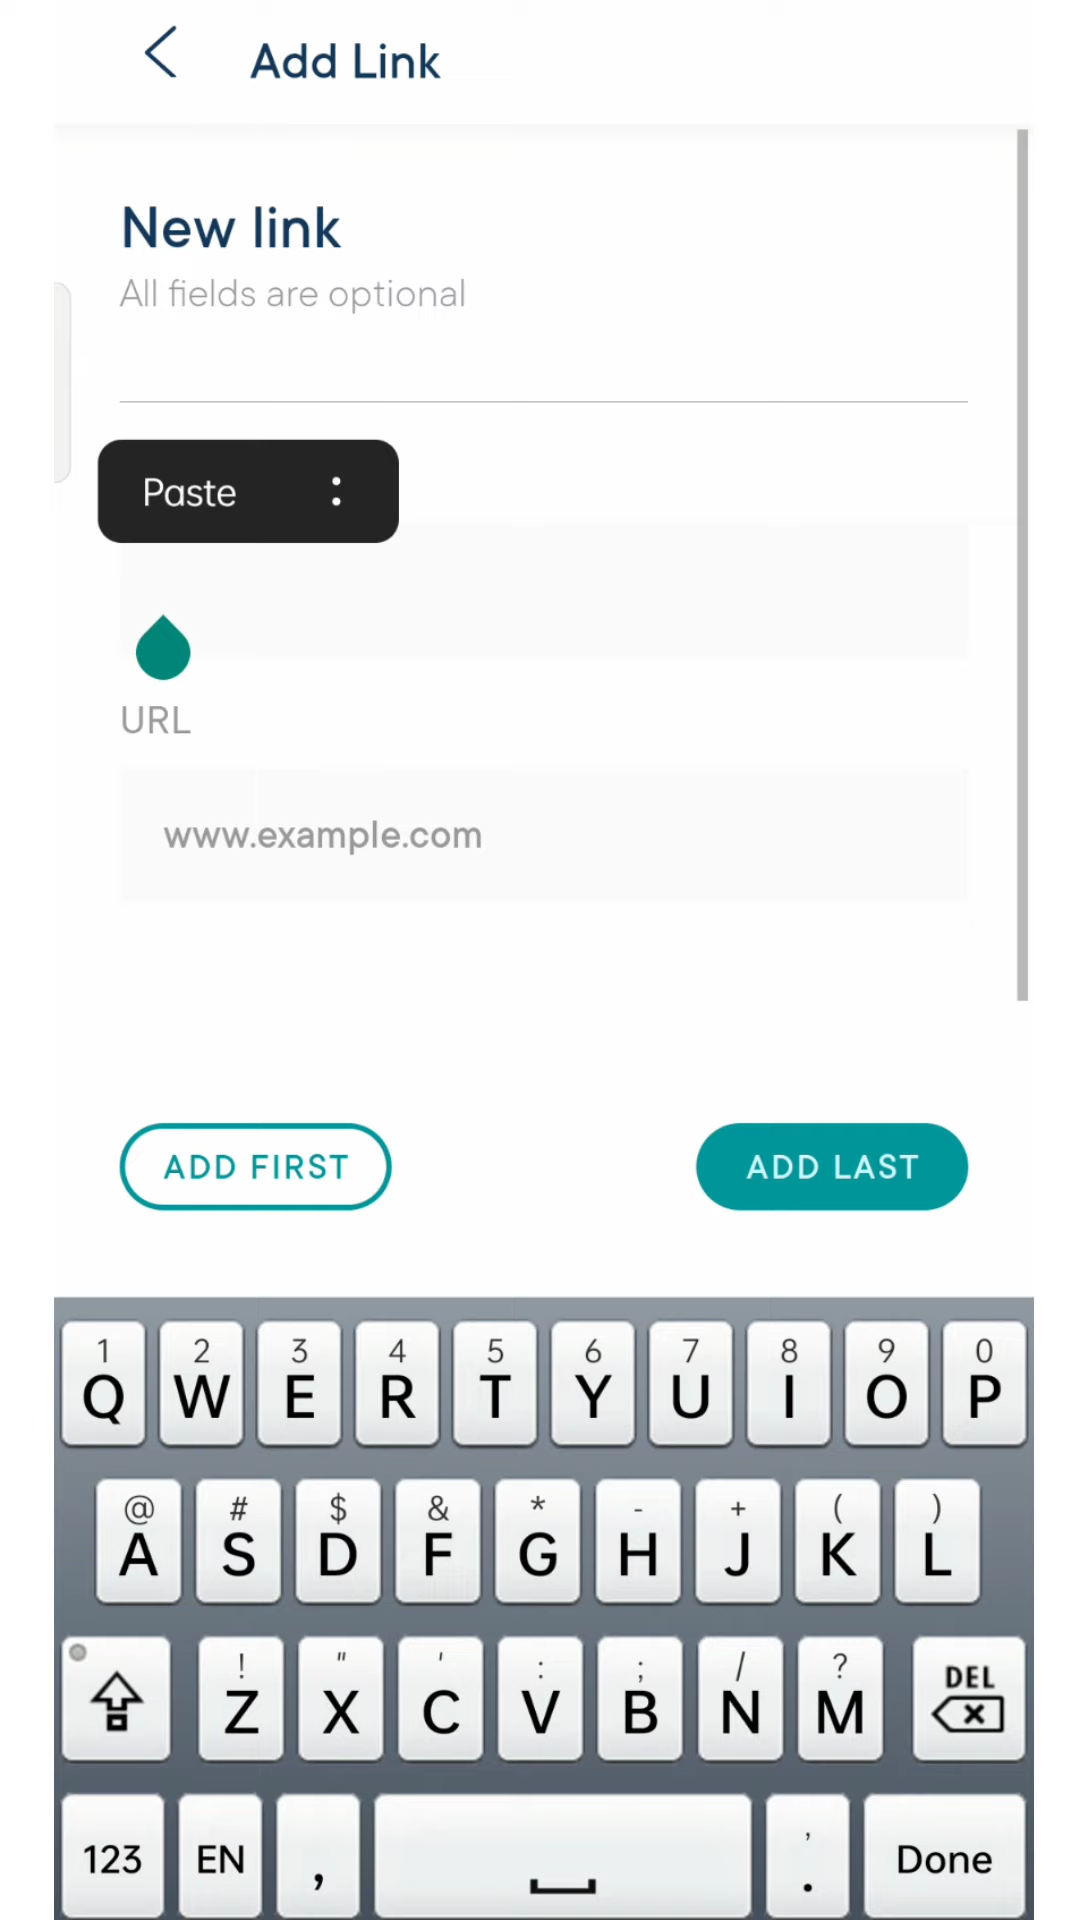 Add Link
New link
All fields are optional
Paste
URL
www.example.com
ADD FIRST
ADD LAST
1 2 3 4 5 6 7 8 9 0
Q W E R T Y U I O P
@ # $ & * - + ( )
A S D F G H J K L
! " ' : ; / ? DEL
Z X C V B N M
123 EN , ' . Done